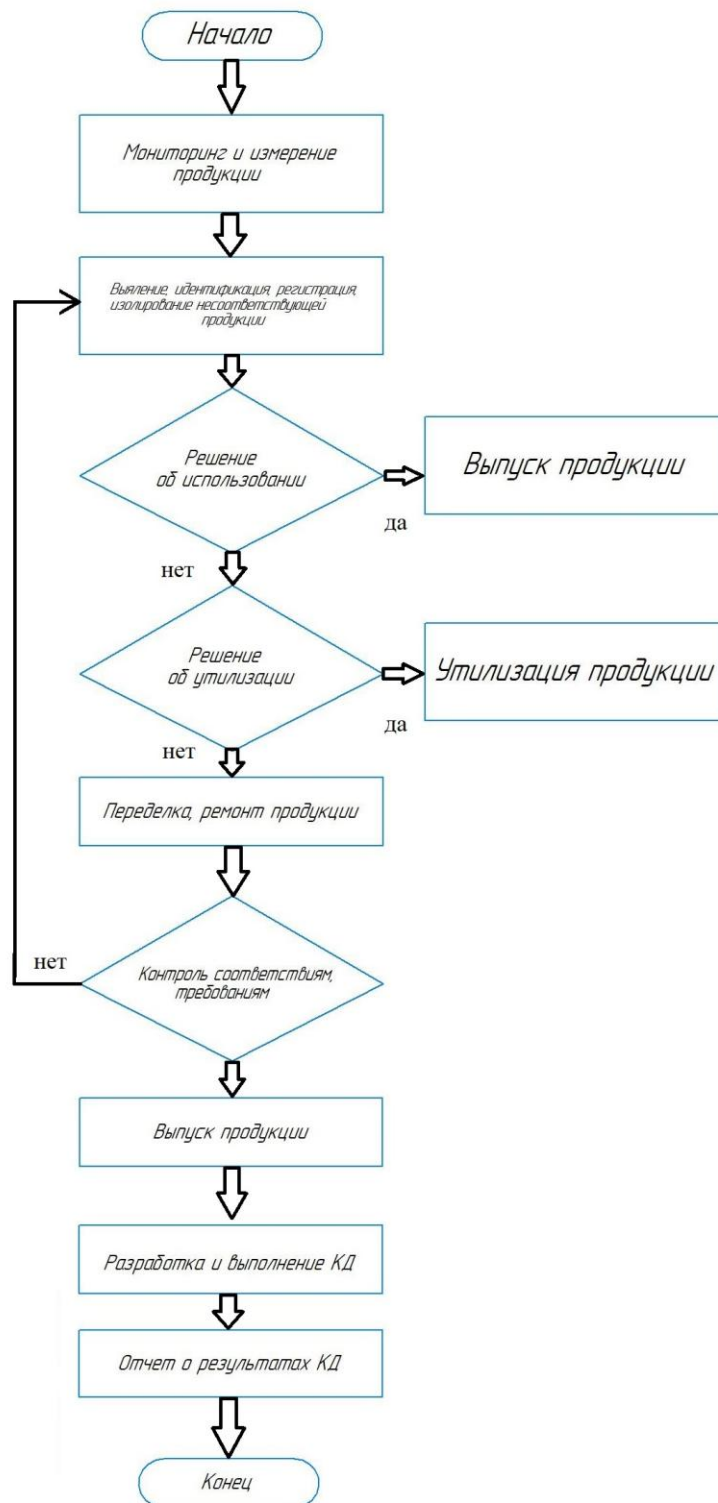 Начало
Мониторинг и измерение
продукции
Выяление, идентификация, регистрация,
изолирование несоответствующей
продукции
Решение
об использовании
Выпуск продукции
да
нет
Решение
об утилизации
Утилизация продукции
да
нет
Переделка, ремонт продукции
нет
Контроль соответствиям,
требованиям
Выпуск продукции
Разработка и выполнение КД
Отчет о результатах КД
Конец